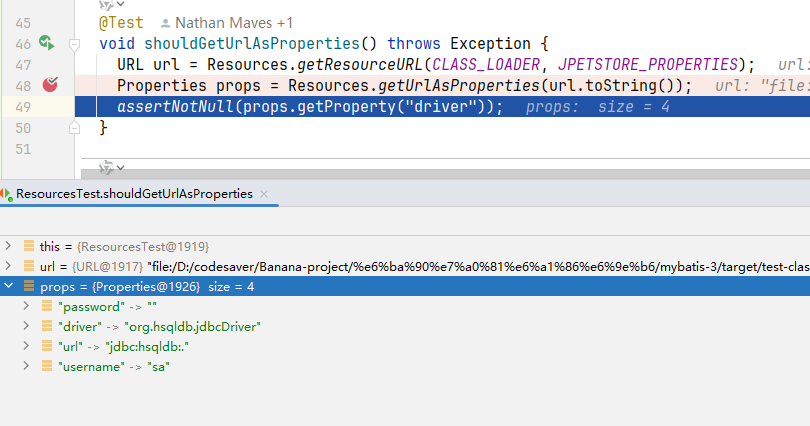 45 @Test Nathan Maves +1
46 void shouldGetUrlAsProperties() throws Exception {
47 URL url = Resources.getResourceURL(CLASS_LOADER, JPETSTORE_PROPERTIES); url:
48 Properties props = Resources.getUrlAsProperties(url.toString()); url: "file:
49 assertNotNull(props.getProperty("driver")); props: size = 4
50 }
51
ResourcesTest.shouldGetUrlAsProperties ×
this = {ResourcesTest@1919}
url = {URL@1917} "file:/D:/codesaver/Banana-project/%e6%ba%90%e7%a0%81%e6%a1%86%e6%9e%b6/mybatis-3/target/test-clas
props = {Properties@1926} size = 4
"password" -> ""
"driver" -> "org.hsqldb.jdbcDriver"
"url" -> "jdbc:hsqldb:."
"username" -> "sa"